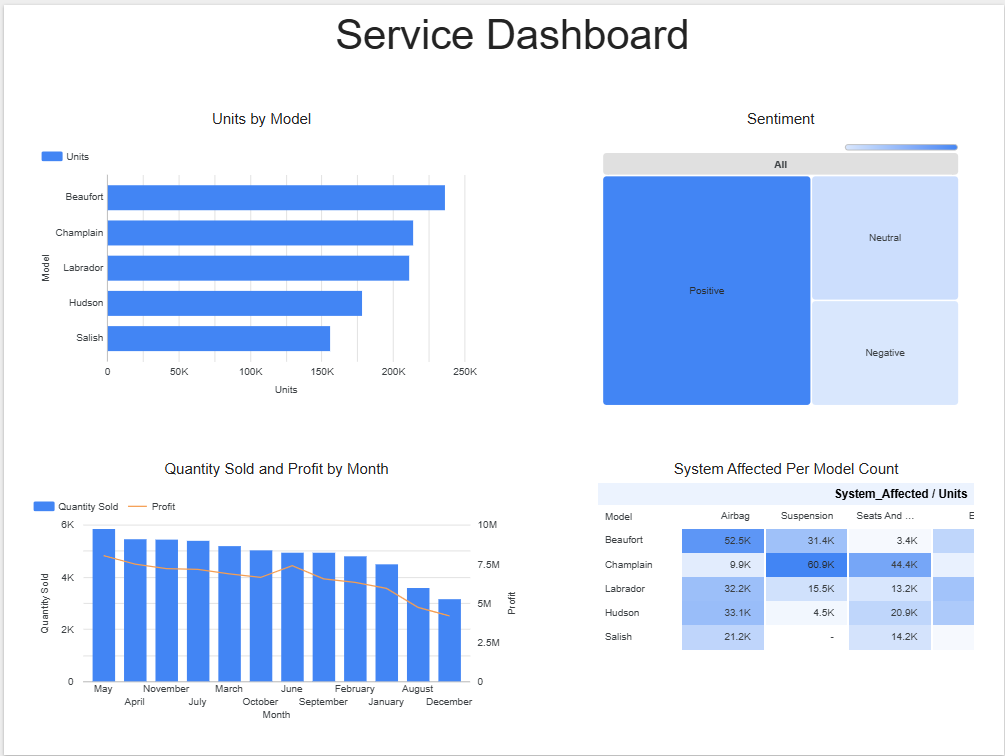 Service Dashboard
Units by Model
Units
Beaufort
Champlain
Labrador
Hudson
Salish
Model
0 50K 100K 150K 200K 250K
Units
Sentiment
All
Positive
Neutral
Negative
Quantity Sold and Profit by Month
Quantity Sold Profit
6K
4K
2K
0
Quantity Sold
10M
7.5M
5M
2.5M
0
Profit
May November March June February August
April July October September January December
Month
System Affected Per Model Count
System_Affected / Units
Model Airbag Suspension Seats And ... E
Beaufort 52.5K 31.4K 3.4K
Champlain 9.9K 60.9K 44.4K
Labrador 32.2K 15.5K 13.2K
Hudson 33.1K 4.5K 20.9K
Salish 21.2K - 14.2K